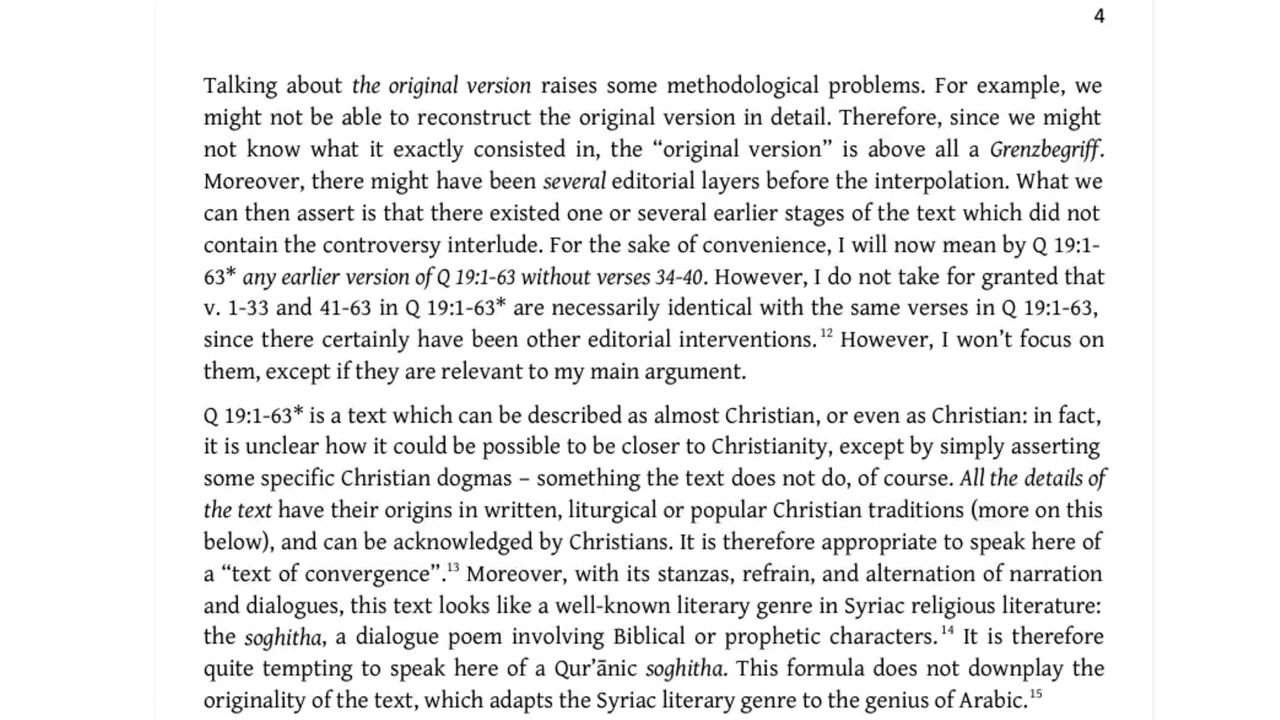 4
Talking about the original version raises some methodological problems. For example, we
might not be able to reconstruct the original version in detail. Therefore, since we might
not know what it exactly consisted in, the “original version” is above all a Grenzbegriff.
Moreover, there might have been several editorial layers before the interpolation. What we
can then assert is that there existed one or several earlier stages of the text which did not
contain the controversy interlude. For the sake of convenience, I will now mean by Q 19:1-
63* any earlier version of Q 19:1-63 without verses 34-40. However, I do not take for granted that
v. 1-33 and 41-63 in Q 19:1-63* are necessarily identical with the same verses in Q 19:1-63,
since there certainly have been other editorial interventions.12 However, I won’t focus on
them, except if they are relevant to my main argument.
Q 19:1-63* is a text which can be described as almost Christian, or even as Christian: in fact,
it is unclear how it could be possible to be closer to Christianity, except by simply asserting
some specific Christian dogmas – something the text does not do, of course. All the details of
the text have their origins in written, liturgical or popular Christian traditions (more on this
below), and can be acknowledged by Christians. It is therefore appropriate to speak here of
a “text of convergence”.13 Moreover, with its stanzas, refrain, and alternation of narration
and dialogues, this text looks like a well-known literary genre in Syriac religious literature:
the soghitha, a dialogue poem involving Biblical or prophetic characters.14 It is therefore
quite tempting to speak here of a Qur’ānic soghitha. This formula does not downplay the
originality of the text, which adapts the Syriac literary genre to the genius of Arabic.15